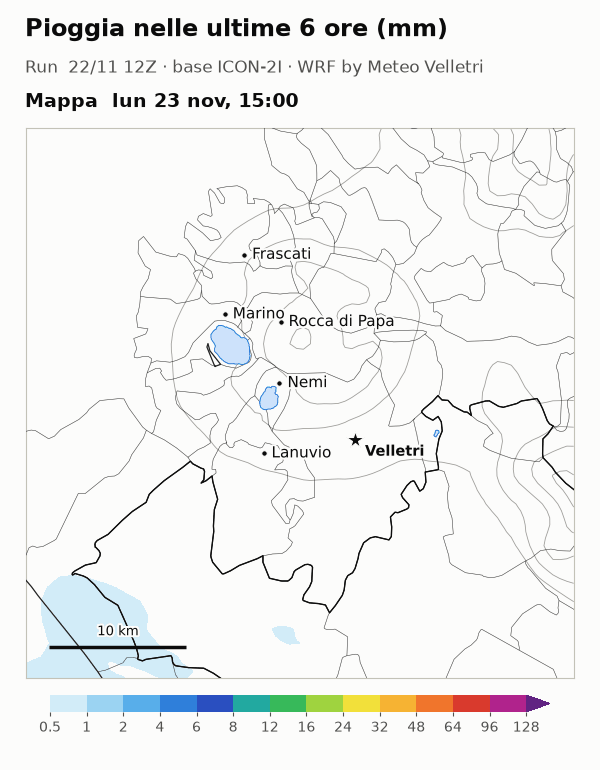 Pioggia nelle ultime 6 ore (mm)
Run  22/11 12Z · base ICON-2I · WRF by Meteo Velletri
Mappa  lun 23 nov, 15:00
Frascati
Marino
Rocca di Papa
Nemi
Velletri
Lanuvio
10 km
0.5 1 2 4 6 8 12 16 24 32 48 64 96 128